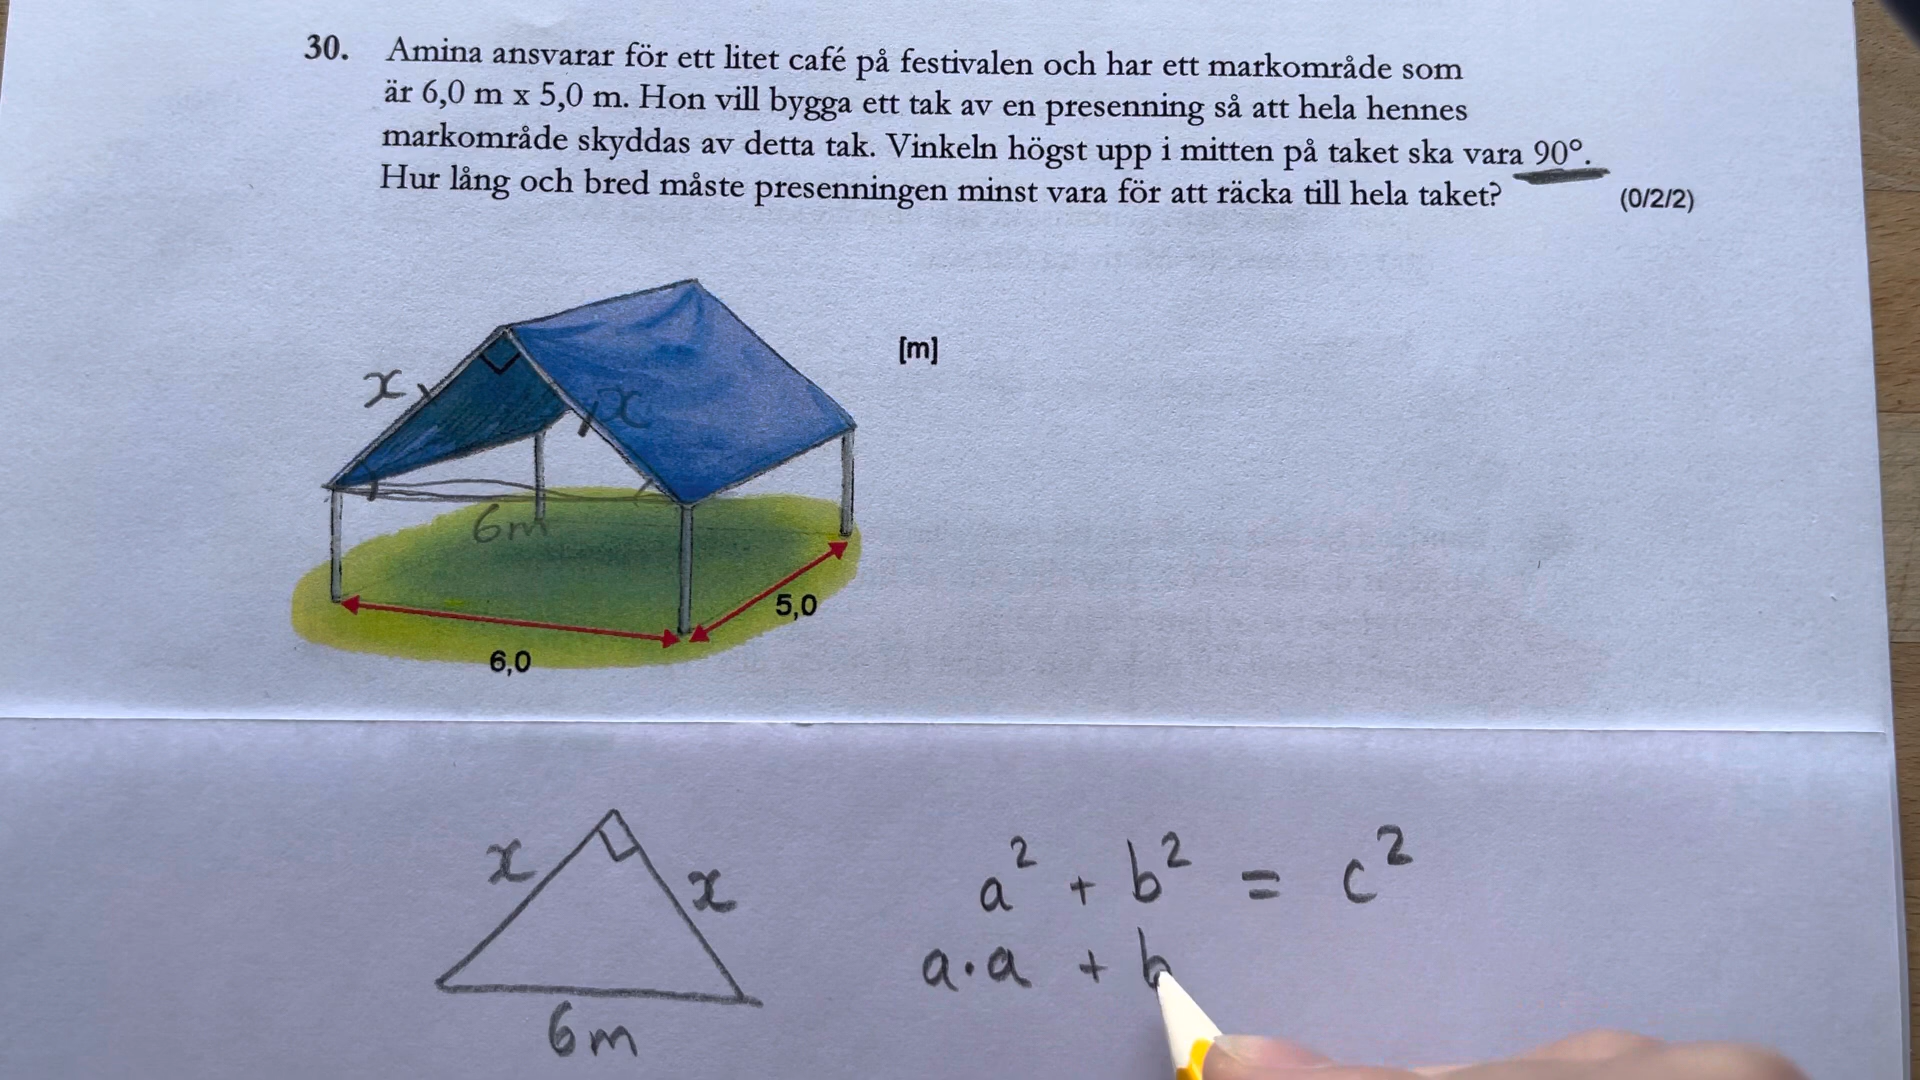 30. Amina ansvarar för ett litet café på festivalen och har ett markområde som
är 6,0 m x 5,0 m. Hon vill bygga ett tak av en presenning så att hela hennes
markområde skyddas av detta tak. Vinkeln högst upp i mitten på taket ska vara 90°.
Hur lång och bred måste presenningen minst vara för att räcka till hela taket?
(0/2/2)
[m]
x
x
6m
5,0
6,0
x
x
6m
a² + b² = c²
a·a + b